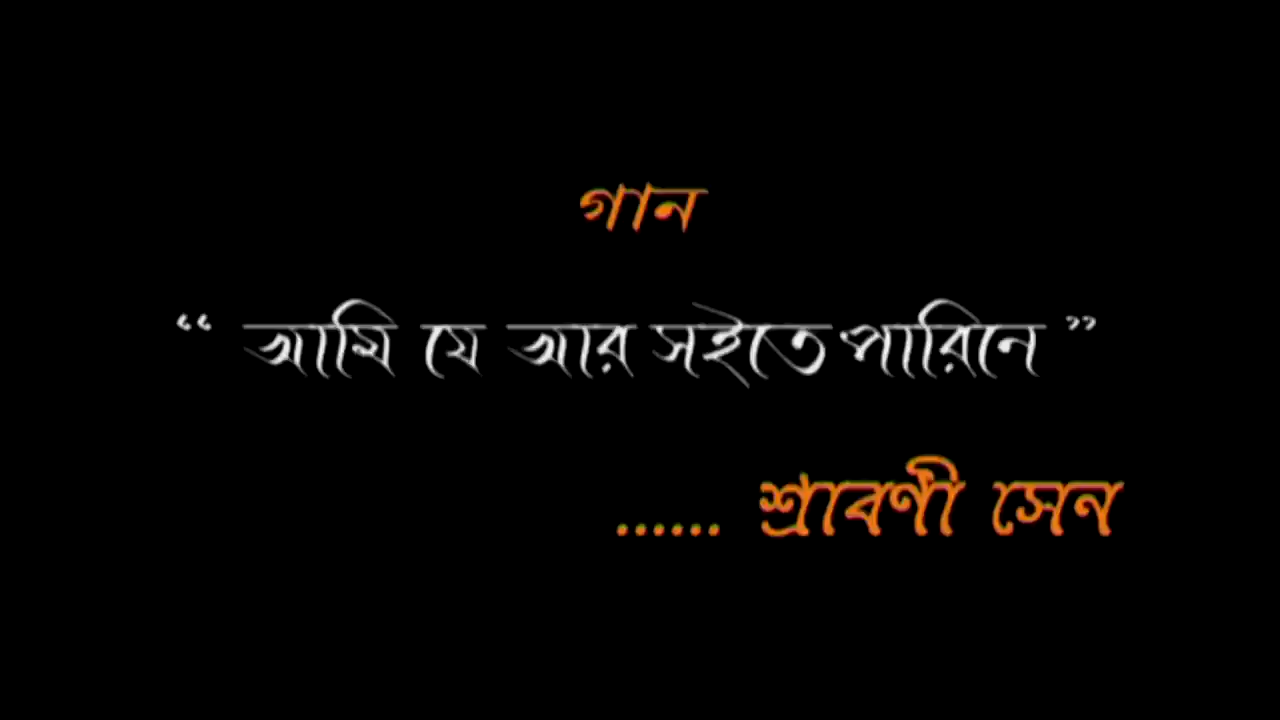 গান
“ আমি যে আর সইতে পারিনে ”
...... শ্রাবণী সেন